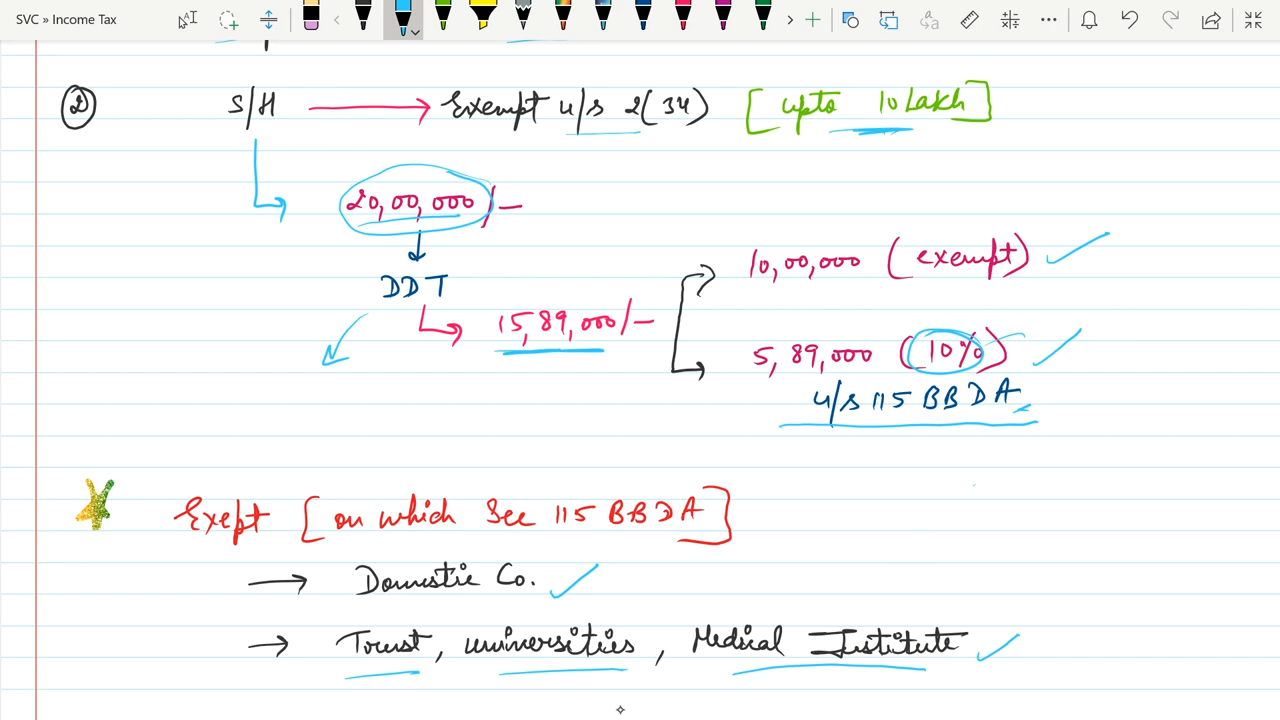 SVC » Income Tax
② S/H → Exempt u/s 2(34) [upto 10 Lakh]
20,00,000/-
DDT
15,89,000/-
10,00,000 (exempt)
5,89,000 (10%)
u/s 115 BBDA
Exept [on which Sec 115 BBDA]
→ Domestic Co.
→ Trust, universities, Medical Institute